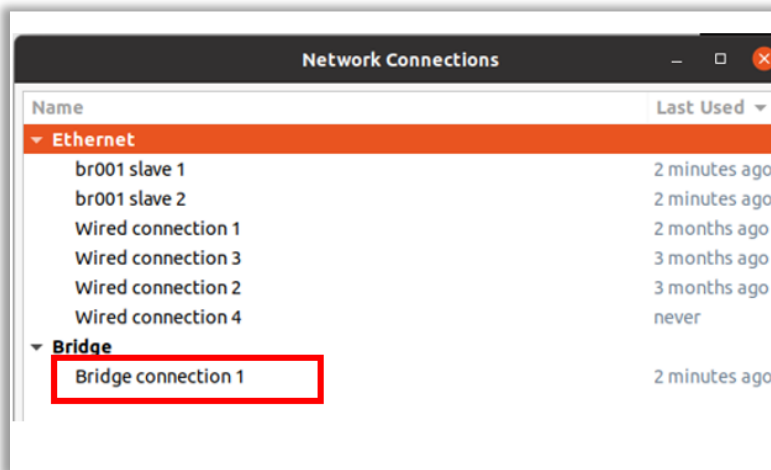 Network Connections
Name Last Used
Ethernet
br001 slave 1 2 minutes ago
br001 slave 2 2 minutes ago
Wired connection 1 2 months ago
Wired connection 3 3 months ago
Wired connection 2 3 months ago
Wired connection 4 never
Bridge
Bridge connection 1 2 minutes ago